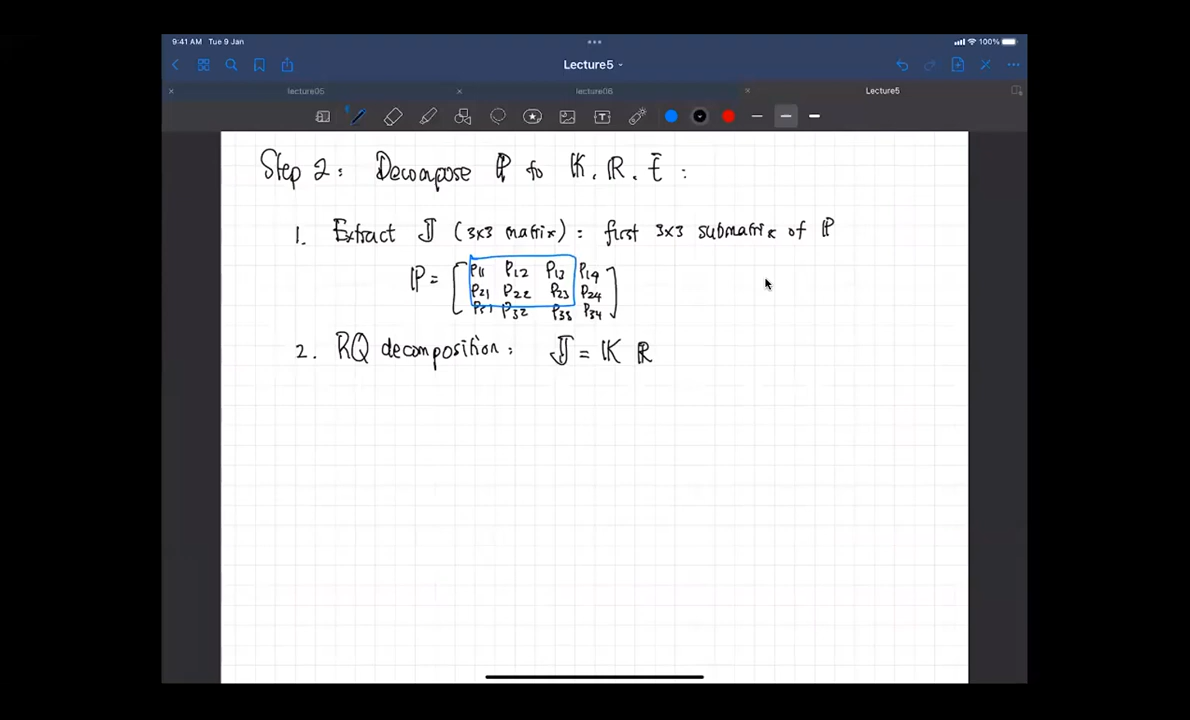 9:41 AM Tue 9 Jan 100%
Lecture5
lecture05 lecture06 Lecture5
Step 2: Decompose P to K, R, t :
1. Extract J (3x3 matrix) : first 3x3 submatrix of P
P = [ P11 P12 P13 P14
P21 P22 P23 P24
P31 P32 P33 P34 ]
2. RQ decomposition: J = K R